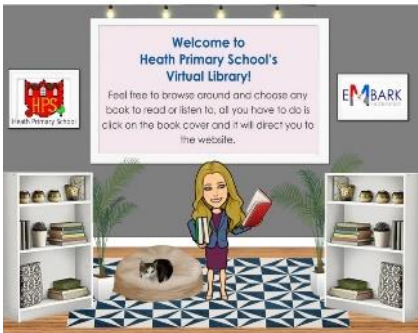 Welcome to
Heath Primary School's
Virtual Library!
Feel free to browse around and choose any
book to read or listen to, all you have to do is
click on the book cover and it will direct you to
the website.
HPS
Heath Primary School
EMBARK